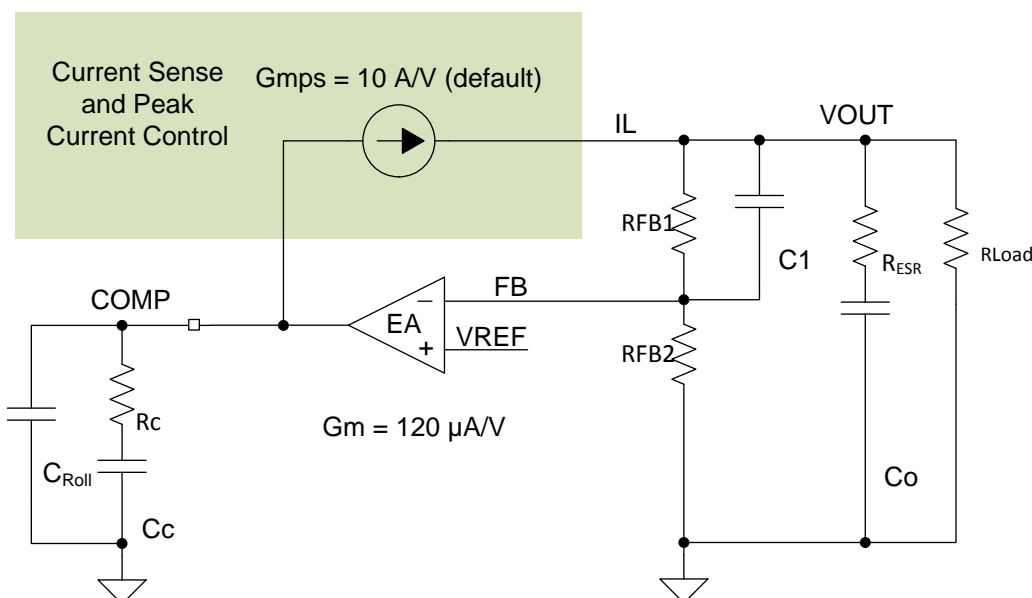 Current Sense
and Peak
Current Control
Gmps = 10 A/V (default)
IL
VOUT
RFB1
C1
RESR
RLoad
COMP
FB
EA
VREF
RFB2
Rc
Gm = 120 µA/V
CRoll
Co
Cc